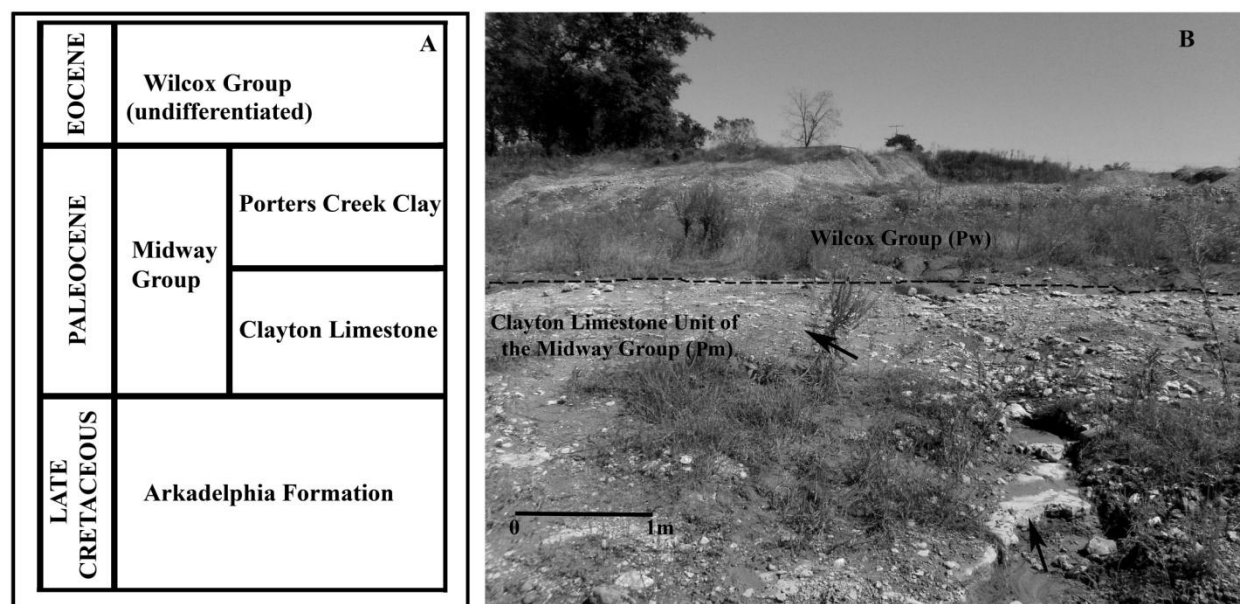 A
EOCENE
Wilcox Group
(undifferentiated)
PALEOCENE
Midway
Group
Porters Creek Clay
Clayton Limestone
LATE
CRETACEOUS
Arkadelphia Formation
B
Wilcox Group (Pw)
Clayton Limestone Unit of
the Midway Group (Pm)
0 1m